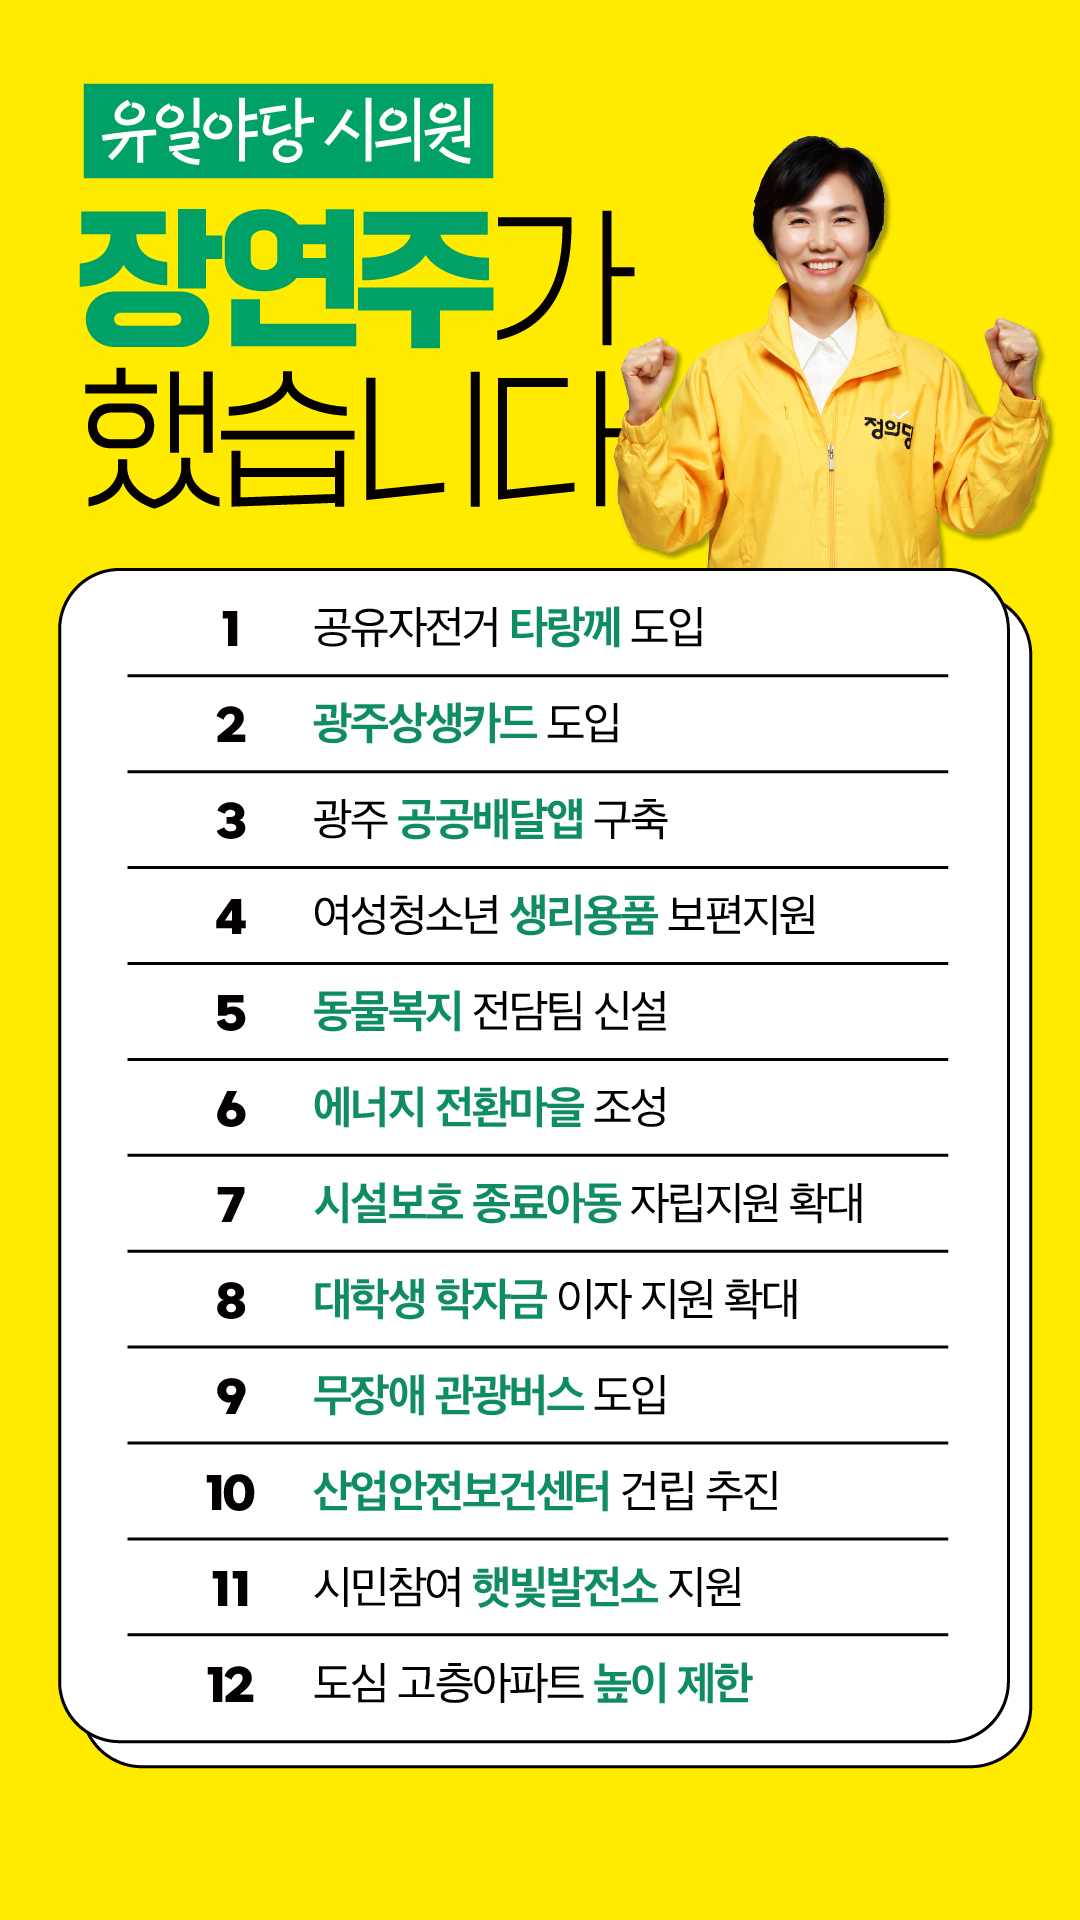 유일야당 시의원
장연주가
했습니다
정의당
1 공유자전거 타랑께 도입
2 광주상생카드 도입
3 광주 공공배달앱 구축
4 여성청소년 생리용품 보편지원
5 동물복지 전담팀 신설
6 에너지 전환마을 조성
7 시설보호 종료아동 자립지원 확대
8 대학생 학자금 이자 지원 확대
9 무장애 관광버스 도입
10 산업안전보건센터 건립 추진
11 시민참여 햇빛발전소 지원
12 도심 고층아파트 높이 제한